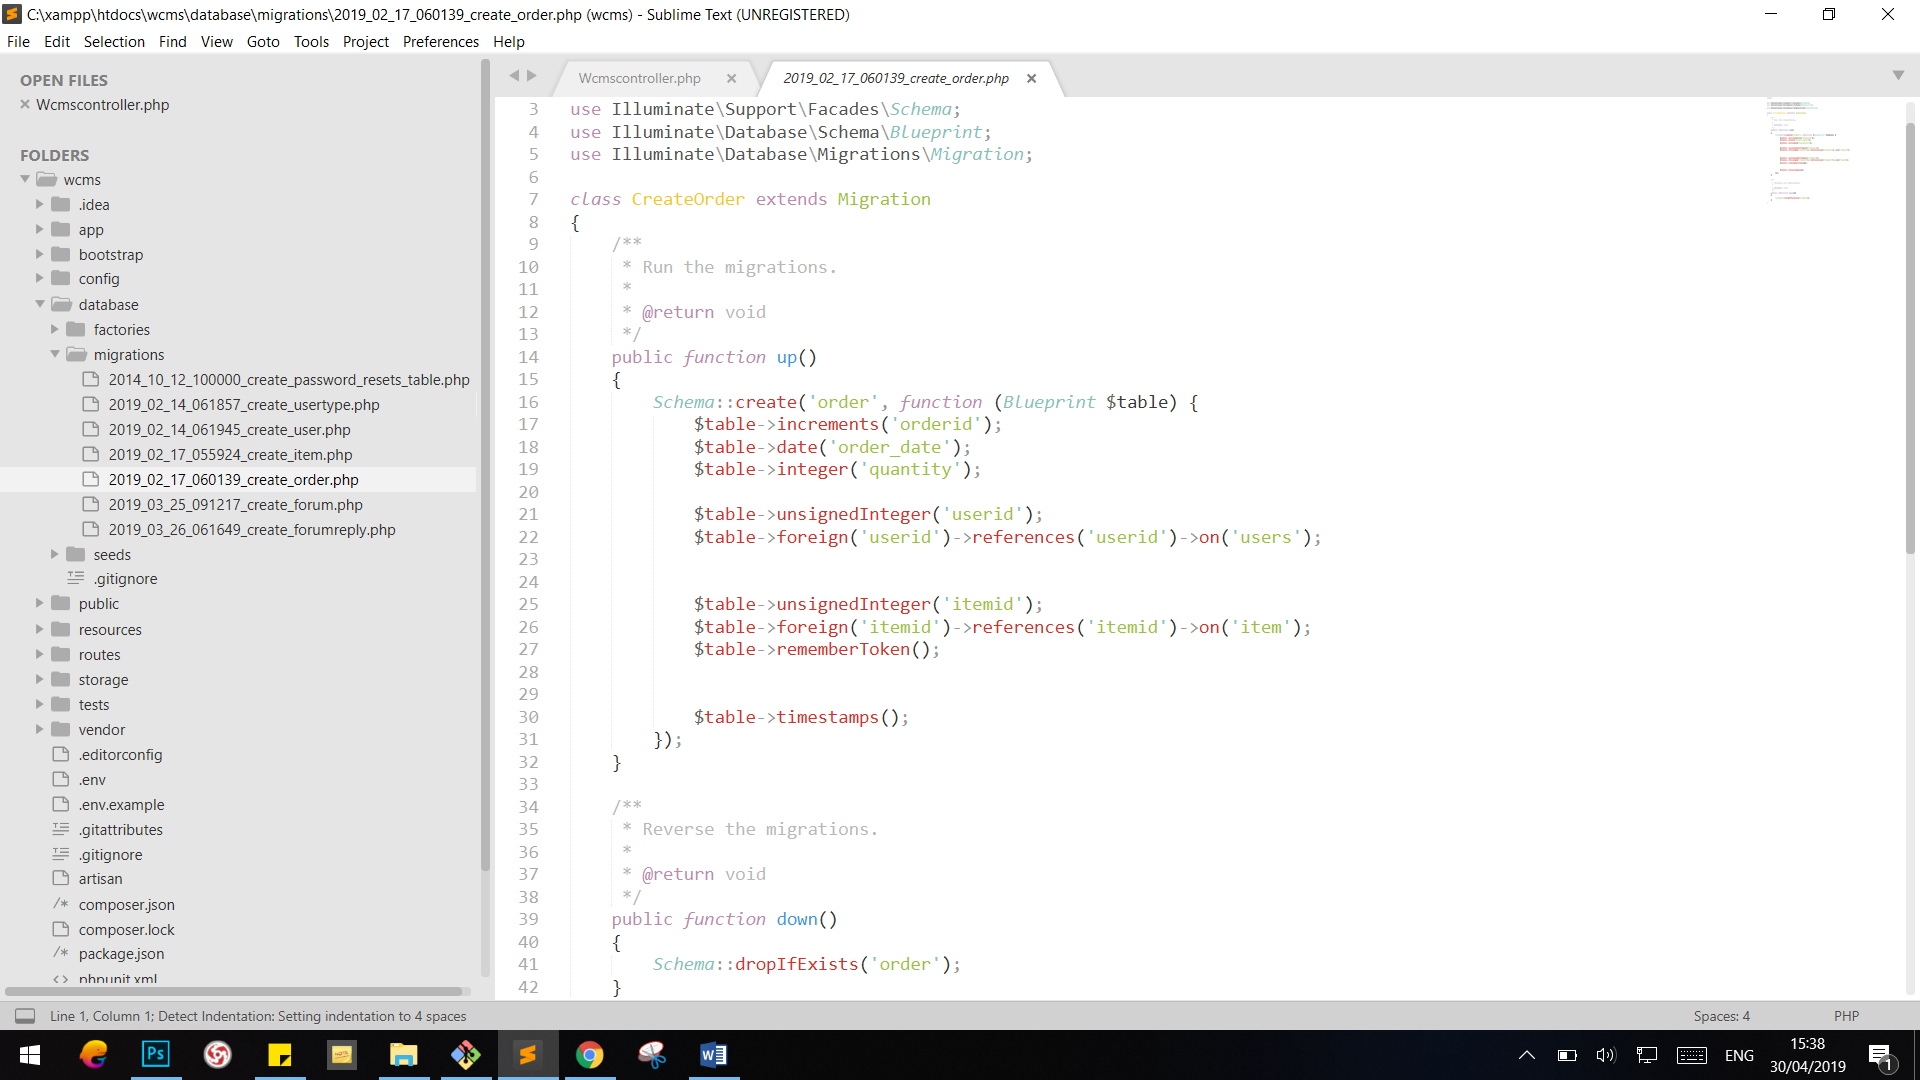 C:\xampp\htdocs\wcms\database\migrations\2019_02_17_060139_create_order.php (wcms) - Sublime Text (UNREGISTERED)
File Edit Selection Find View Goto Tools Project Preferences Help
OPEN FILES
Wcmscontroller.php
FOLDERS
wcms
.idea
app
bootstrap
config
database
factories
migrations
2014_10_12_100000_create_password_resets_table.php
2019_02_14_061857_create_usertype.php
2019_02_14_061945_create_user.php
2019_02_17_055924_create_item.php
2019_02_17_060139_create_order.php
2019_03_25_091217_create_forum.php
2019_03_26_061649_create_forumreply.php
seeds
.gitignore
public
resources
routes
storage
tests
vendor
.editorconfig
.env
.env.example
.gitattributes
.gitignore
artisan
/* composer.json
composer.lock
/* package.json
<> phpunit.xml
Wcmscontroller.php 2019_02_17_060139_create_order.php
3 use Illuminate\Support\Facades\Schema;
4 use Illuminate\Database\Schema\Blueprint;
5 use Illuminate\Database\Migrations\Migration;
6
7 class CreateOrder extends Migration
8 {
9 /**
10 * Run the migrations.
11 *
12 * @return void
13 */
14 public function up()
15 {
16 Schema::create('order', function (Blueprint $table) {
17 $table->increments('orderid');
18 $table->date('order_date');
19 $table->integer('quantity');
20
21 $table->unsignedInteger('userid');
22 $table->foreign('userid')->references('userid')->on('users');
23
24
25 $table->unsignedInteger('itemid');
26 $table->foreign('itemid')->references('itemid')->on('item');
27 $table->rememberToken();
28
29
30 $table->timestamps();
31 });
32 }
33
34 /**
35 * Reverse the migrations.
36 *
37 * @return void
38 */
39 public function down()
40 {
41 Schema::dropIfExists('order');
42 }
Line 1, Column 1; Detect Indentation: Setting indentation to 4 spaces Spaces: 4 PHP
Ps
ENG
15:38
30/04/2019
1